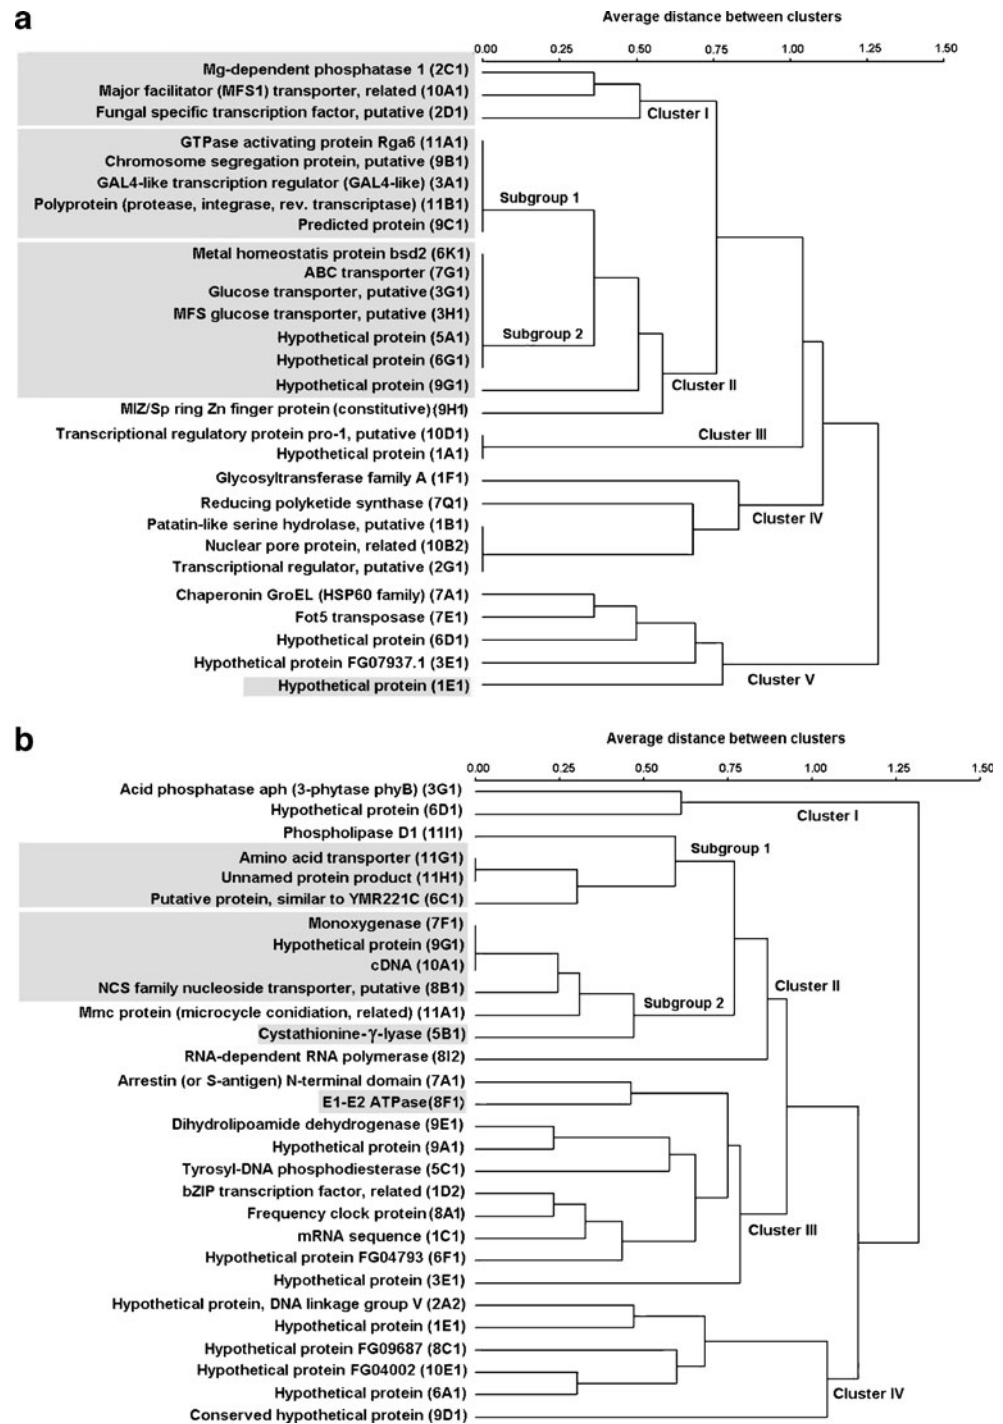 a
Average distance between clusters
0.00 0.25 0.50 0.75 1.00 1.25 1.50
Mg-dependent phosphatase 1 (2C1)
Major facilitator (MFS1) transporter, related (10A1)
Fungal specific transcription factor, putative (2D1)
Cluster I
GTPase activating protein Rga6 (11A1)
Chromosome segregation protein, putative (9B1)
GAL4-like transcription regulator (GAL4-like) (3A1)
Subgroup 1
Polyprotein (protease, integrase, rev. transcriptase) (11B1)
Predicted protein (9C1)
Metal homeostatis protein bsd2 (6K1)
ABC transporter (7G1)
Glucose transporter, putative (3G1)
MFS glucose transporter, putative (3H1)
Subgroup 2
Hypothetical protein (5A1)
Hypothetical protein (6G1)
Hypothetical protein (9G1)
Cluster II
MIZ/Sp ring Zn finger protein (constitutive) (9H1)
Transcriptional regulatory protein pro-1, putative (10D1)
Cluster III
Hypothetical protein (1A1)
Glycosyltransferase family A (1F1)
Reducing polyketide synthase (7Q1)
Cluster IV
Patatin-like serine hydrolase, putative (1B1)
Nuclear pore protein, related (10B2)
Transcriptional regulator, putative (2G1)
Chaperonin GroEL (HSP60 family) (7A1)
Fot5 transposase (7E1)
Hypothetical protein (6D1)
Hypothetical protein FG07937.1 (3E1)
Cluster V
Hypothetical protein (1E1)
b
Average distance between clusters
0.00 0.25 0.50 0.75 1.00 1.25 1.50
Acid phosphatase aph (3-phytase phyB) (3G1)
Hypothetical protein (6D1)
Cluster I
Phospholipase D1 (11I1)
Subgroup 1
Amino acid transporter (11G1)
Unnamed protein product (11H1)
Putative protein, similar to YMR221C (6C1)
Monoxygenase (7F1)
Hypothetical protein (9G1)
cDNA (10A1)
NCS family nucleoside transporter, putative (8B1)
Cluster II
Subgroup 2
Mmc protein (microcycle conidiation, related) (11A1)
Cystathionine-γ-lyase (5B1)
RNA-dependent RNA polymerase (8I2)
Arrestin (or S-antigen) N-terminal domain (7A1)
E1-E2 ATPase(8F1)
Dihydrolipoamide dehydrogenase (9E1)
Hypothetical protein (9A1)
Tyrosyl-DNA phosphodiesterase (5C1)
bZIP transcription factor, related (1D2)
Frequency clock protein (8A1)
Cluster III
mRNA sequence (1C1)
Hypothetical protein FG04793 (6F1)
Hypothetical protein (3E1)
Hypothetical protein, DNA linkage group V (2A2)
Hypothetical protein (1E1)
Hypothetical protein FG09687 (8C1)
Hypothetical protein FG04002 (10E1)
Hypothetical protein (6A1)
Cluster IV
Conserved hypothetical protein (9D1)